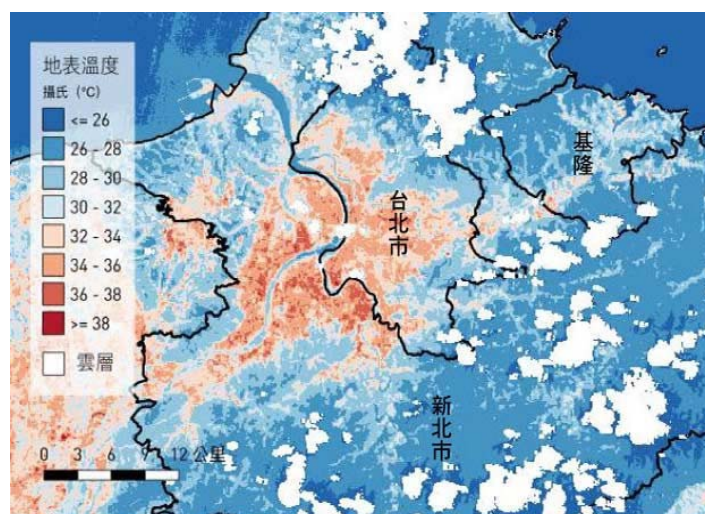 地表溫度
攝氏 (°C)
<= 26
26 - 28
28 - 30
30 - 32
32 - 34
34 - 36
36 - 38
>= 38
雲層
基隆
台北市
新北市
0 3 6 9 12 公里